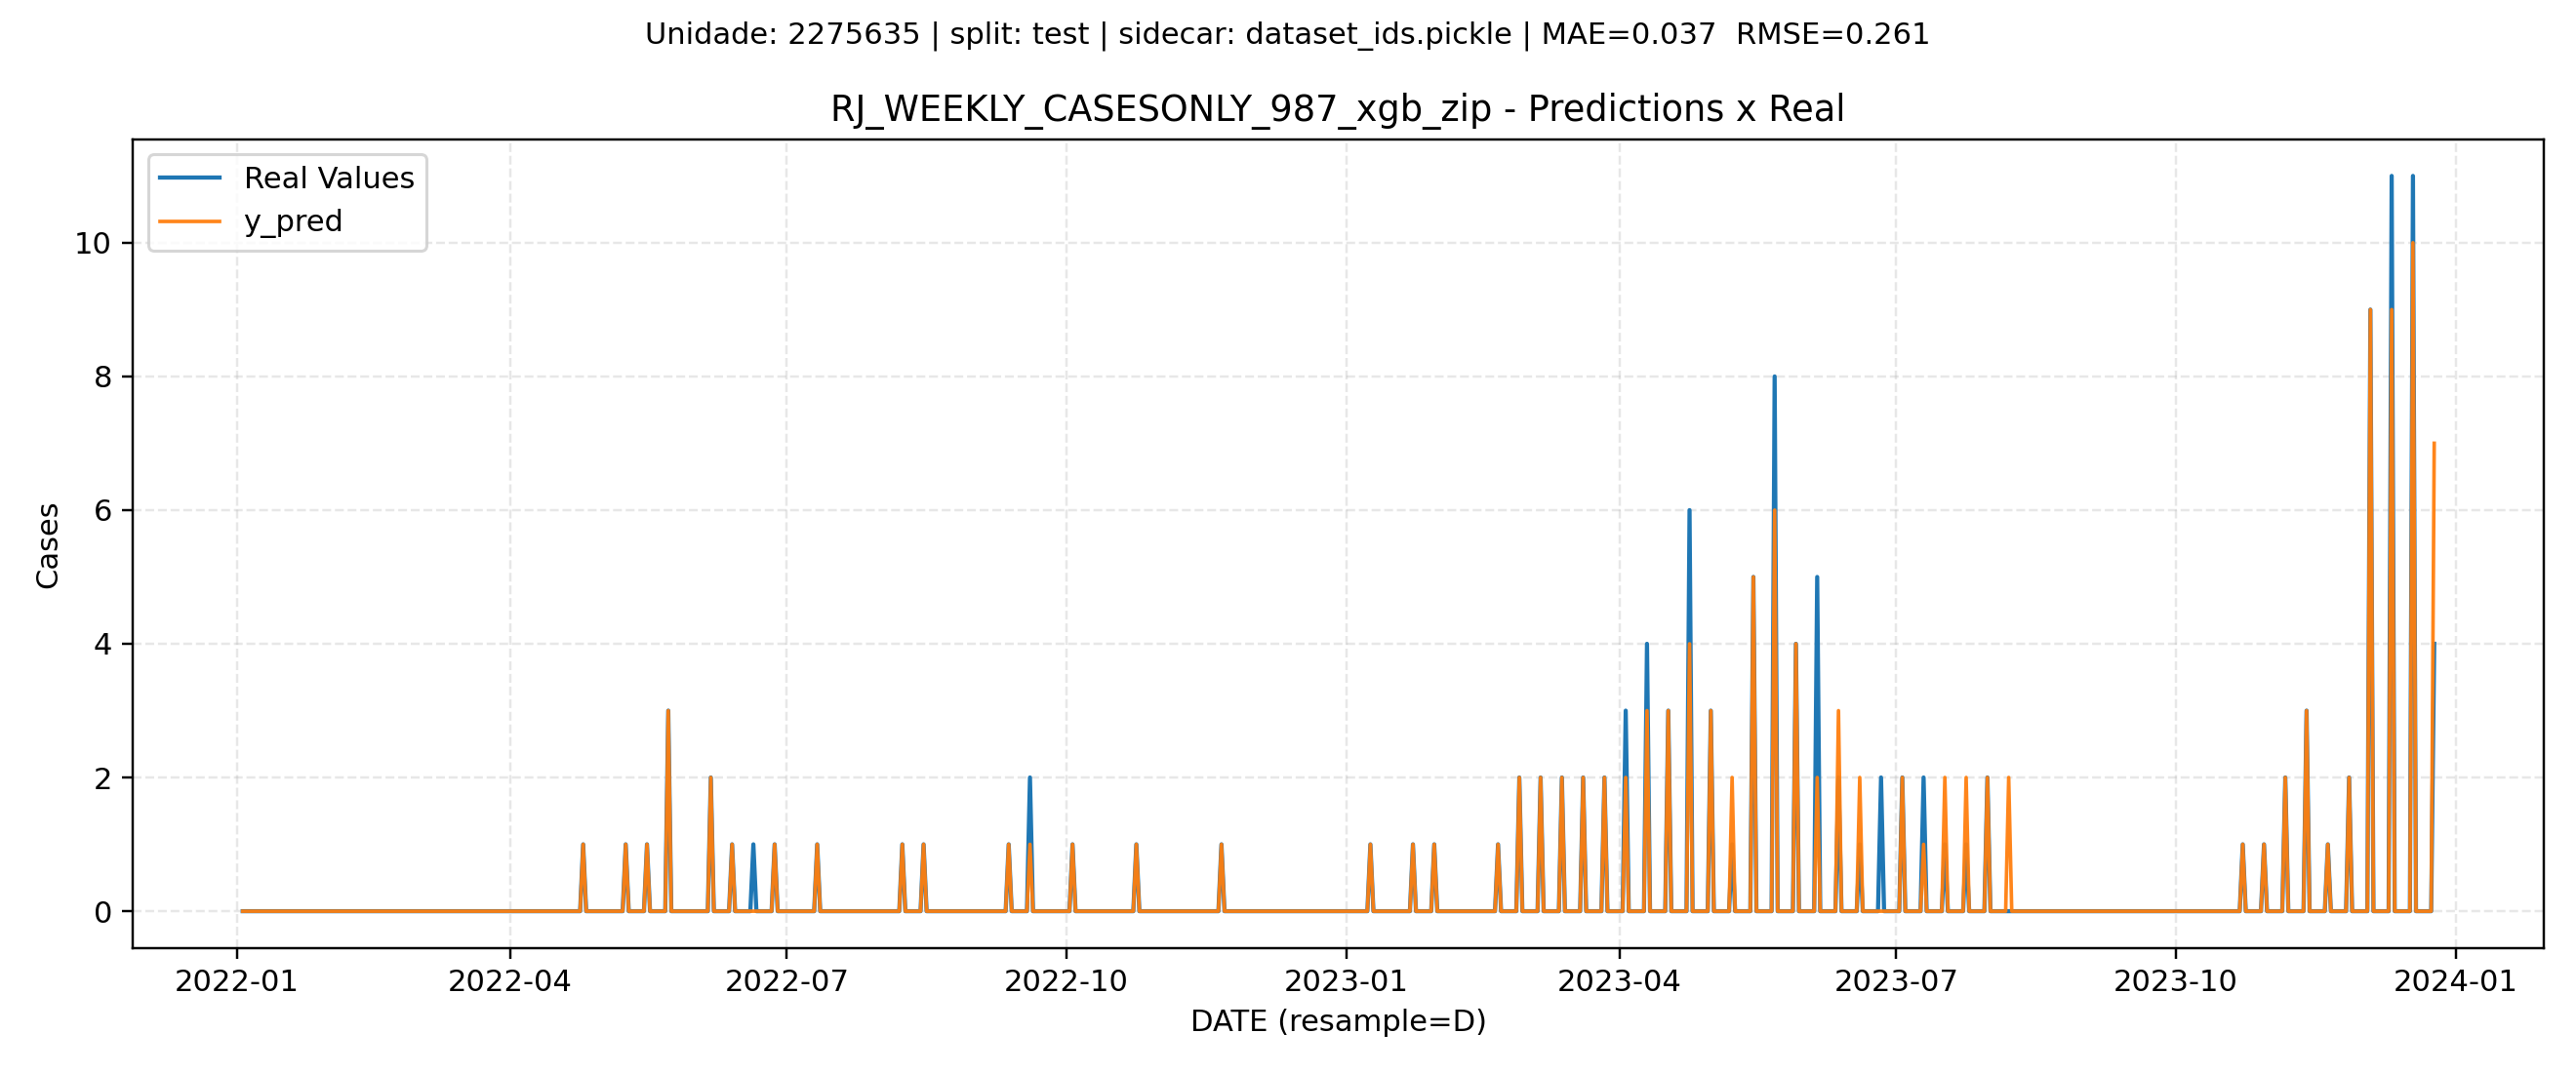 Unidade: 2275635 | split: test | sidecar: dataset_ids.pickle | MAE=0.037  RMSE=0.261
RJ_WEEKLY_CASESONLY_987_xgb_zip - Predictions x Real
Real Values
y_pred
10
8
6
4
2
0
Cases
2022-01
2022-04
2022-07
2022-10
2023-01
2023-04
2023-07
2023-10
2024-01
DATE (resample=D)